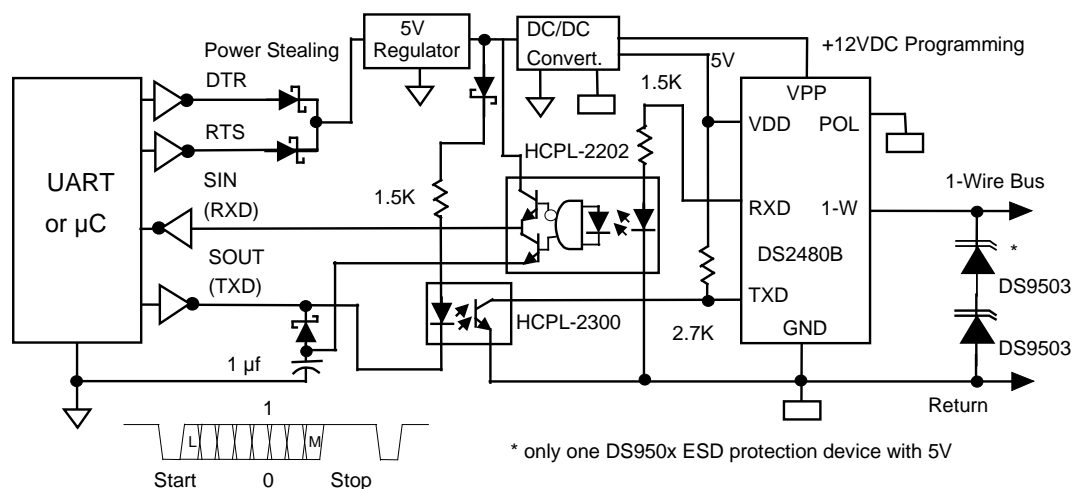 Power Stealing
5V
Regulator
DC/DC
Convert.
+12VDC Programming
5V
1.5K
DTR
RTS
VPP
VDD
POL
HCPL-2202
UART
or µC
SIN
(RXD)
1.5K
1-Wire Bus
RXD
1-W
*
SOUT
(TXD)
DS2480B
DS9503
TXD
HCPL-2300
2.7K
GND
DS9503
1 µf
Return
1
L
M
* only one DS950x ESD protection device with 5V
Start
0
Stop